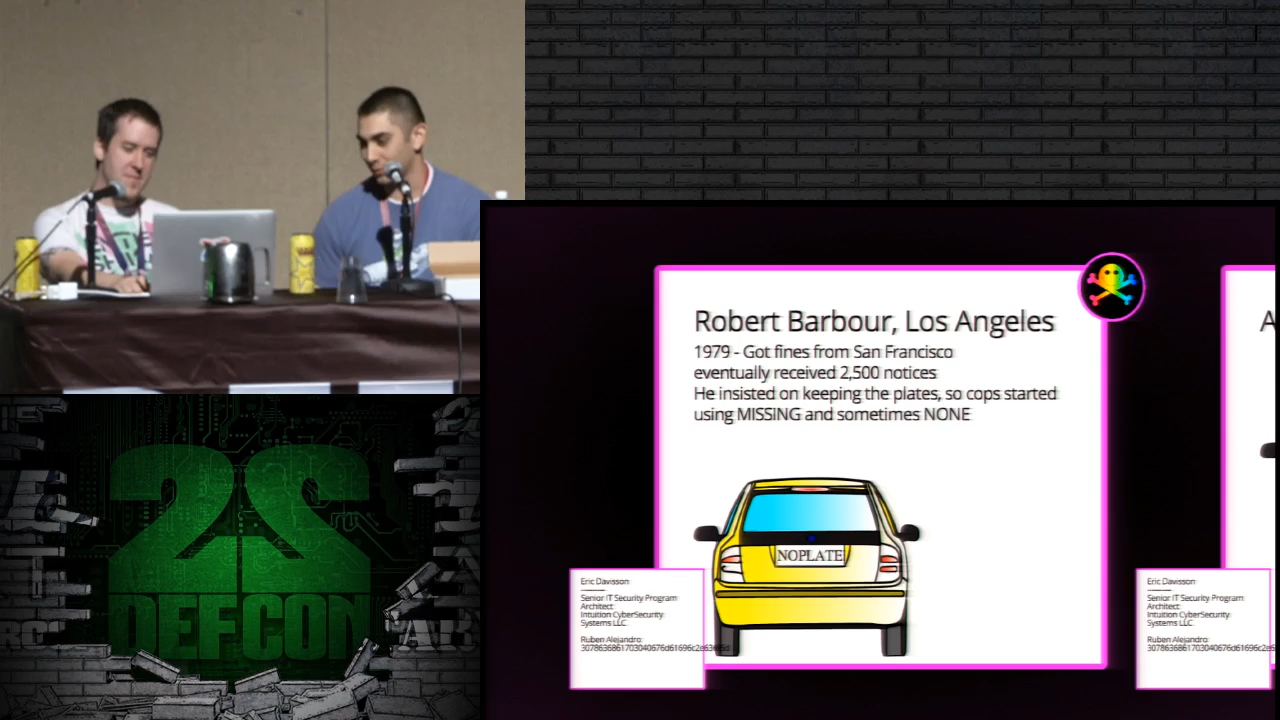 Robert Barbour, Los Angeles
1979 - Got fines from San Francisco
eventually received 2,500 notices
He insisted on keeping the plates, so cops started
using MISSING and sometimes NONE
NOPLATE
Eric Davisson:
Senior IT Security Program
Architect
Intuition CyberSecurity
Systems LLC
Ruben Alejandro:
A
Eric Davisson:
Senior IT Security Program
Architect
Intuition CyberSecurity
Systems LLC
Ruben Alejandro:
22
DEFCON